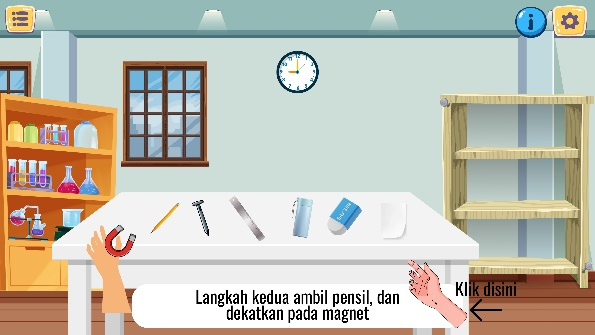 Langkah kedua ambil pensil, dan
dekatkan pada magnet
Klik disini